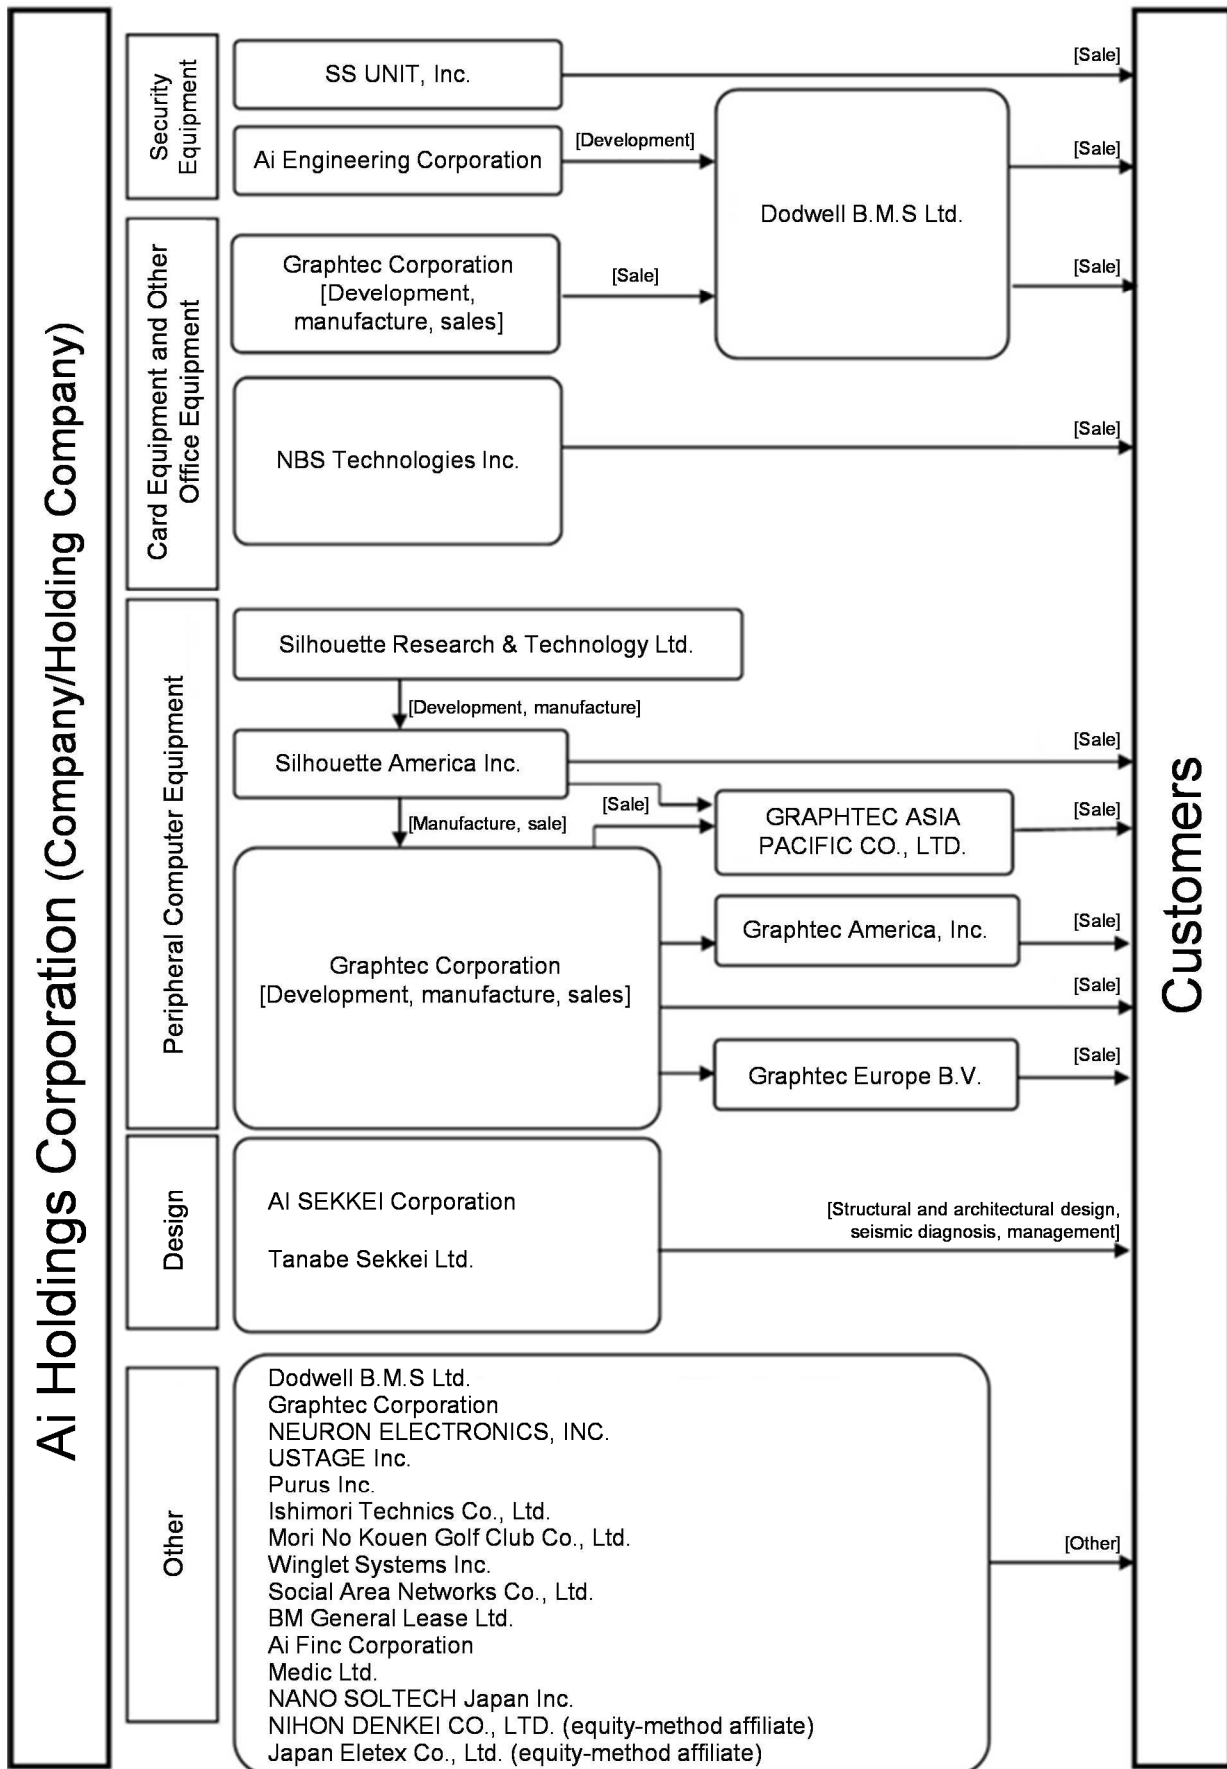 Ai Holdings Corporation (Company/Holding Company)
Security
Equipment
SS UNIT, Inc.
[Sale]
Ai Engineering Corporation
[Development]
Dodwell B.M.S Ltd.
[Sale]
Card Equipment and Other
Office Equipment
Graphtec Corporation
[Development,
manufacture, sales]
[Sale]
[Sale]
NBS Technologies Inc.
[Sale]
Peripheral Computer Equipment
Silhouette Research & Technology Ltd.
[Development, manufacture]
Silhouette America Inc.
[Sale]
[Manufacture, sale]
[Sale]
GRAPHTEC ASIA
PACIFIC CO., LTD.
[Sale]
Graphtec Corporation
[Development, manufacture, sales]
Graphtec America, Inc.
[Sale]
[Sale]
Graphtec Europe B.V.
[Sale]
Design
AI SEKKEI Corporation
Tanabe Sekkei Ltd.
[Structural and architectural design,
seismic diagnosis, management]
Other
Dodwell B.M.S Ltd.
Graphtec Corporation
NEURON ELECTRONICS, INC.
USTAGE Inc.
Purus Inc.
Ishimori Technics Co., Ltd.
Mori No Kouen Golf Club Co., Ltd.
Winglet Systems Inc.
Social Area Networks Co., Ltd.
BM General Lease Ltd.
Ai Finc Corporation
Medic Ltd.
NANO SOLTECH Japan Inc.
NIHON DENKEI CO., LTD. (equity-method affiliate)
Japan Eletex Co., Ltd. (equity-method affiliate)
[Other]
Customers